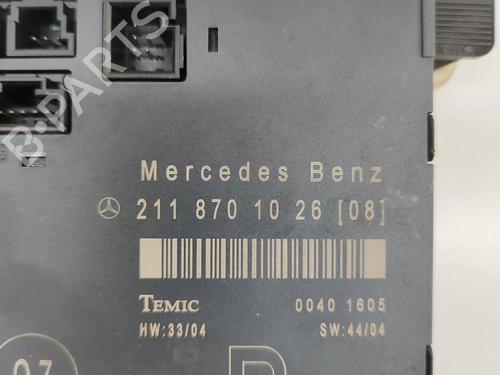 B-PARTS
Mercedes Benz
211 870 10 26 [08]
TEMIC 0040 1605
HW:33/04 SW:44/04
07